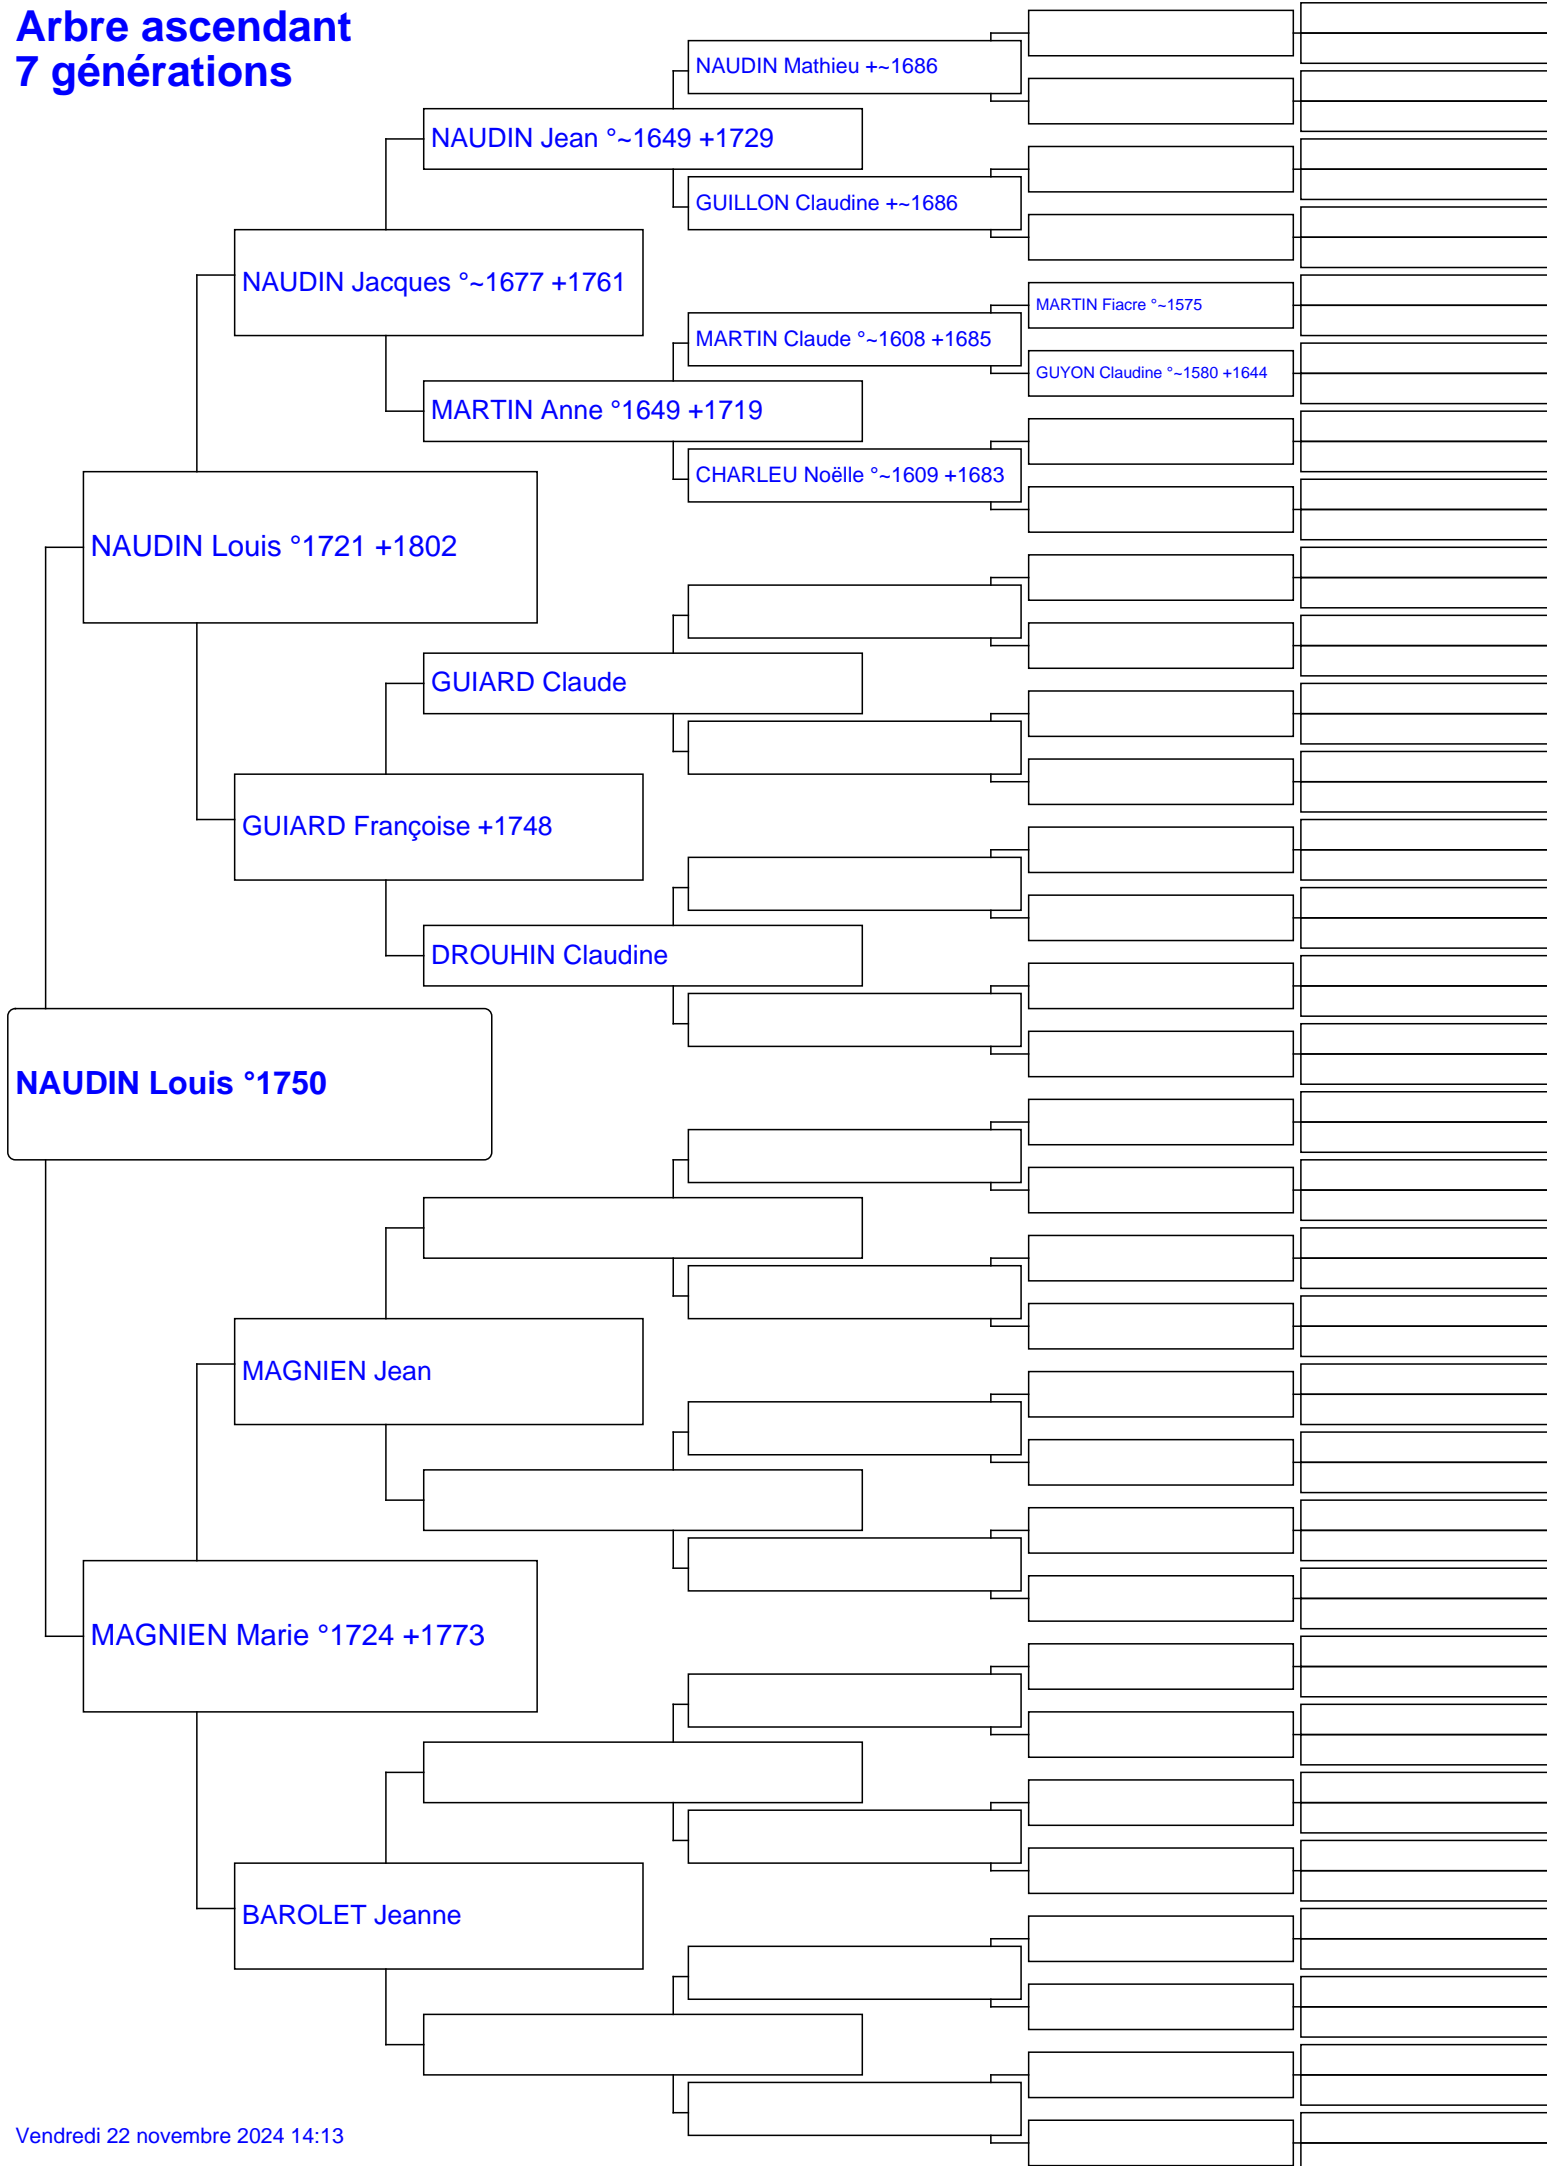 Arbre ascendant
7 générations
NAUDIN Mathieu +~1686
NAUDIN Jean °~1649 +1729
GUILLON Claudine +~1686
NAUDIN Jacques °~1677 +1761
MARTIN Fiacre °~1575
MARTIN Claude °~1608 +1685
GUYON Claudine °~1580 +1644
MARTIN Anne °1649 +1719
CHARLEU Noëlle °~1609 +1683
NAUDIN Louis °1721 +1802
GUIARD Claude
GUIARD Françoise +1748
DROUHIN Claudine
NAUDIN Louis °1750
MAGNIEN Jean
MAGNIEN Marie °1724 +1773
BAROLET Jeanne
Vendredi 22 novembre 2024 14:13